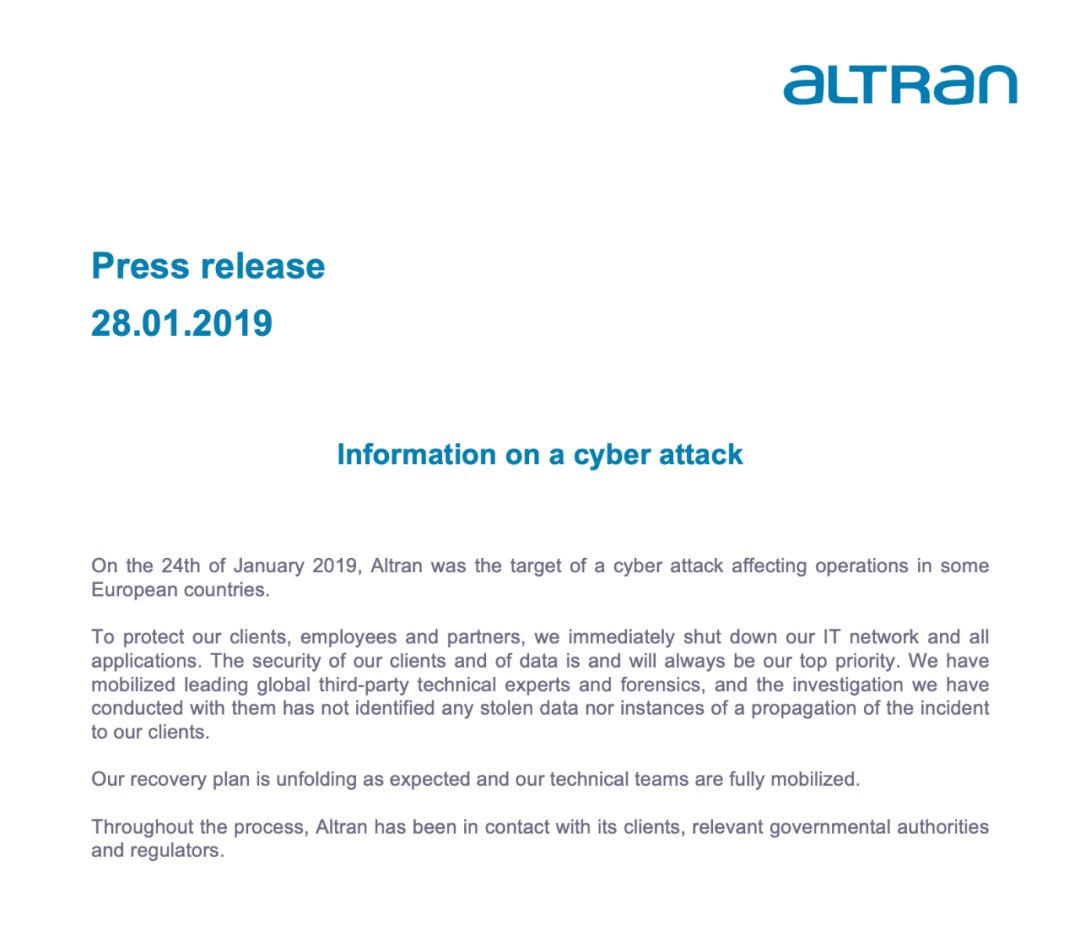 aLTRan
Press release
28.01.2019
Information on a cyber attack
On the 24th of January 2019, Altran was the target of a cyber attack affecting operations in some
European countries.
To protect our clients, employees and partners, we immediately shut down our IT network and all
applications. The security of our clients and of data is and will always be our top priority. We have
mobilized leading global third-party technical experts and forensics, and the investigation we have
conducted with them has not identified any stolen data nor instances of a propagation of the incident
to our clients.
Our recovery plan is unfolding as expected and our technical teams are fully mobilized.
Throughout the process, Altran has been in contact with its clients, relevant governmental authorities
and regulators.